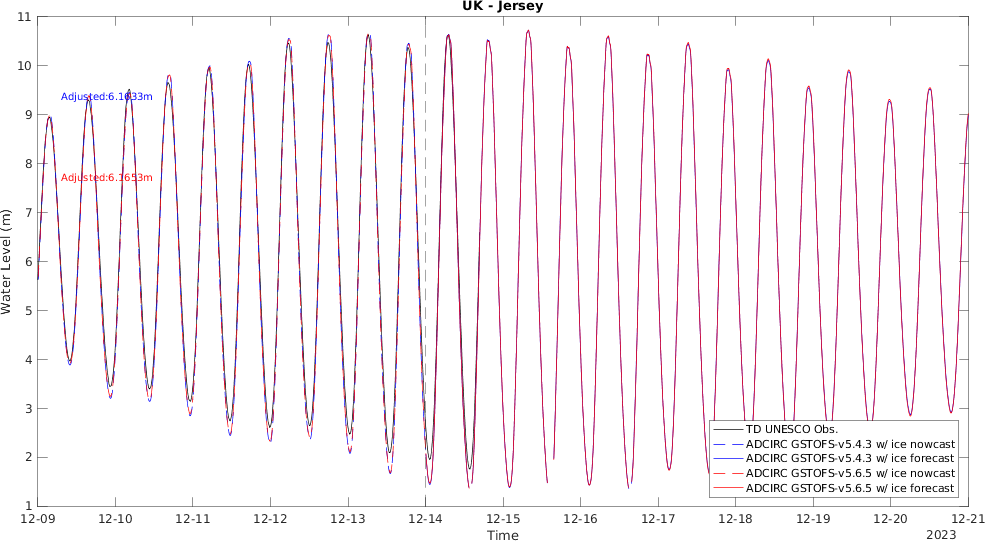 UK - Jersey
11
10
9
8
7
6
5
4
3
2
1
Water Level (m)
Adjusted:6.1633m
Adjusted:6.1653m
TD UNESCO Obs.
ADCIRC GSTOFS-v5.4.3 w/ ice nowcast
ADCIRC GSTOFS-v5.4.3 w/ ice forecast
ADCIRC GSTOFS-v5.6.5 w/ ice nowcast
ADCIRC GSTOFS-v5.6.5 w/ ice forecast
12-09 12-10 12-11 12-12 12-13 12-14 12-15 12-16 12-17 12-18 12-19 12-20 12-21
Time
2023